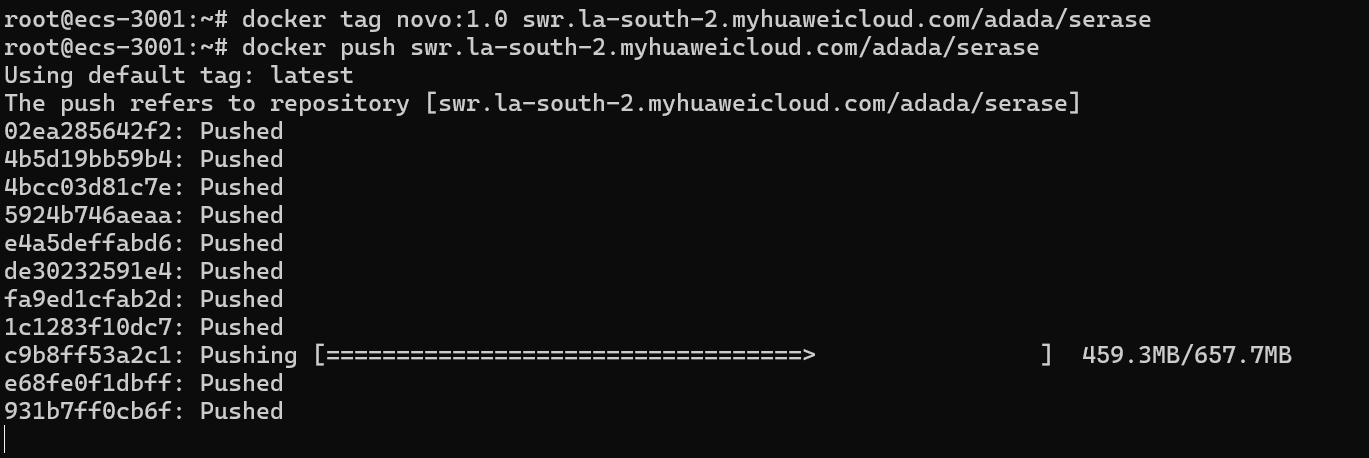 root@ecs-3001:~# docker tag novo:1.0 swr.la-south-2.myhuaweicloud.com/adada/serase
root@ecs-3001:~# docker push swr.la-south-2.myhuaweicloud.com/adada/serase
Using default tag: latest
The push refers to repository [swr.la-south-2.myhuaweicloud.com/adada/serase]
02ea285642f2: Pushed
4b5d19bb59b4: Pushed
4bcc03d81c7e: Pushed
5924b746aeaa: Pushed
e4a5deffabd6: Pushed
de30232591e4: Pushed
fa9ed1cfab2d: Pushed
1c1283f10dc7: Pushed
c9b8ff53a2c1: Pushing [==================================>                ]  459.3MB/657.7MB
e68fe0f1dbff: Pushed
931b7ff0cb6f: Pushed